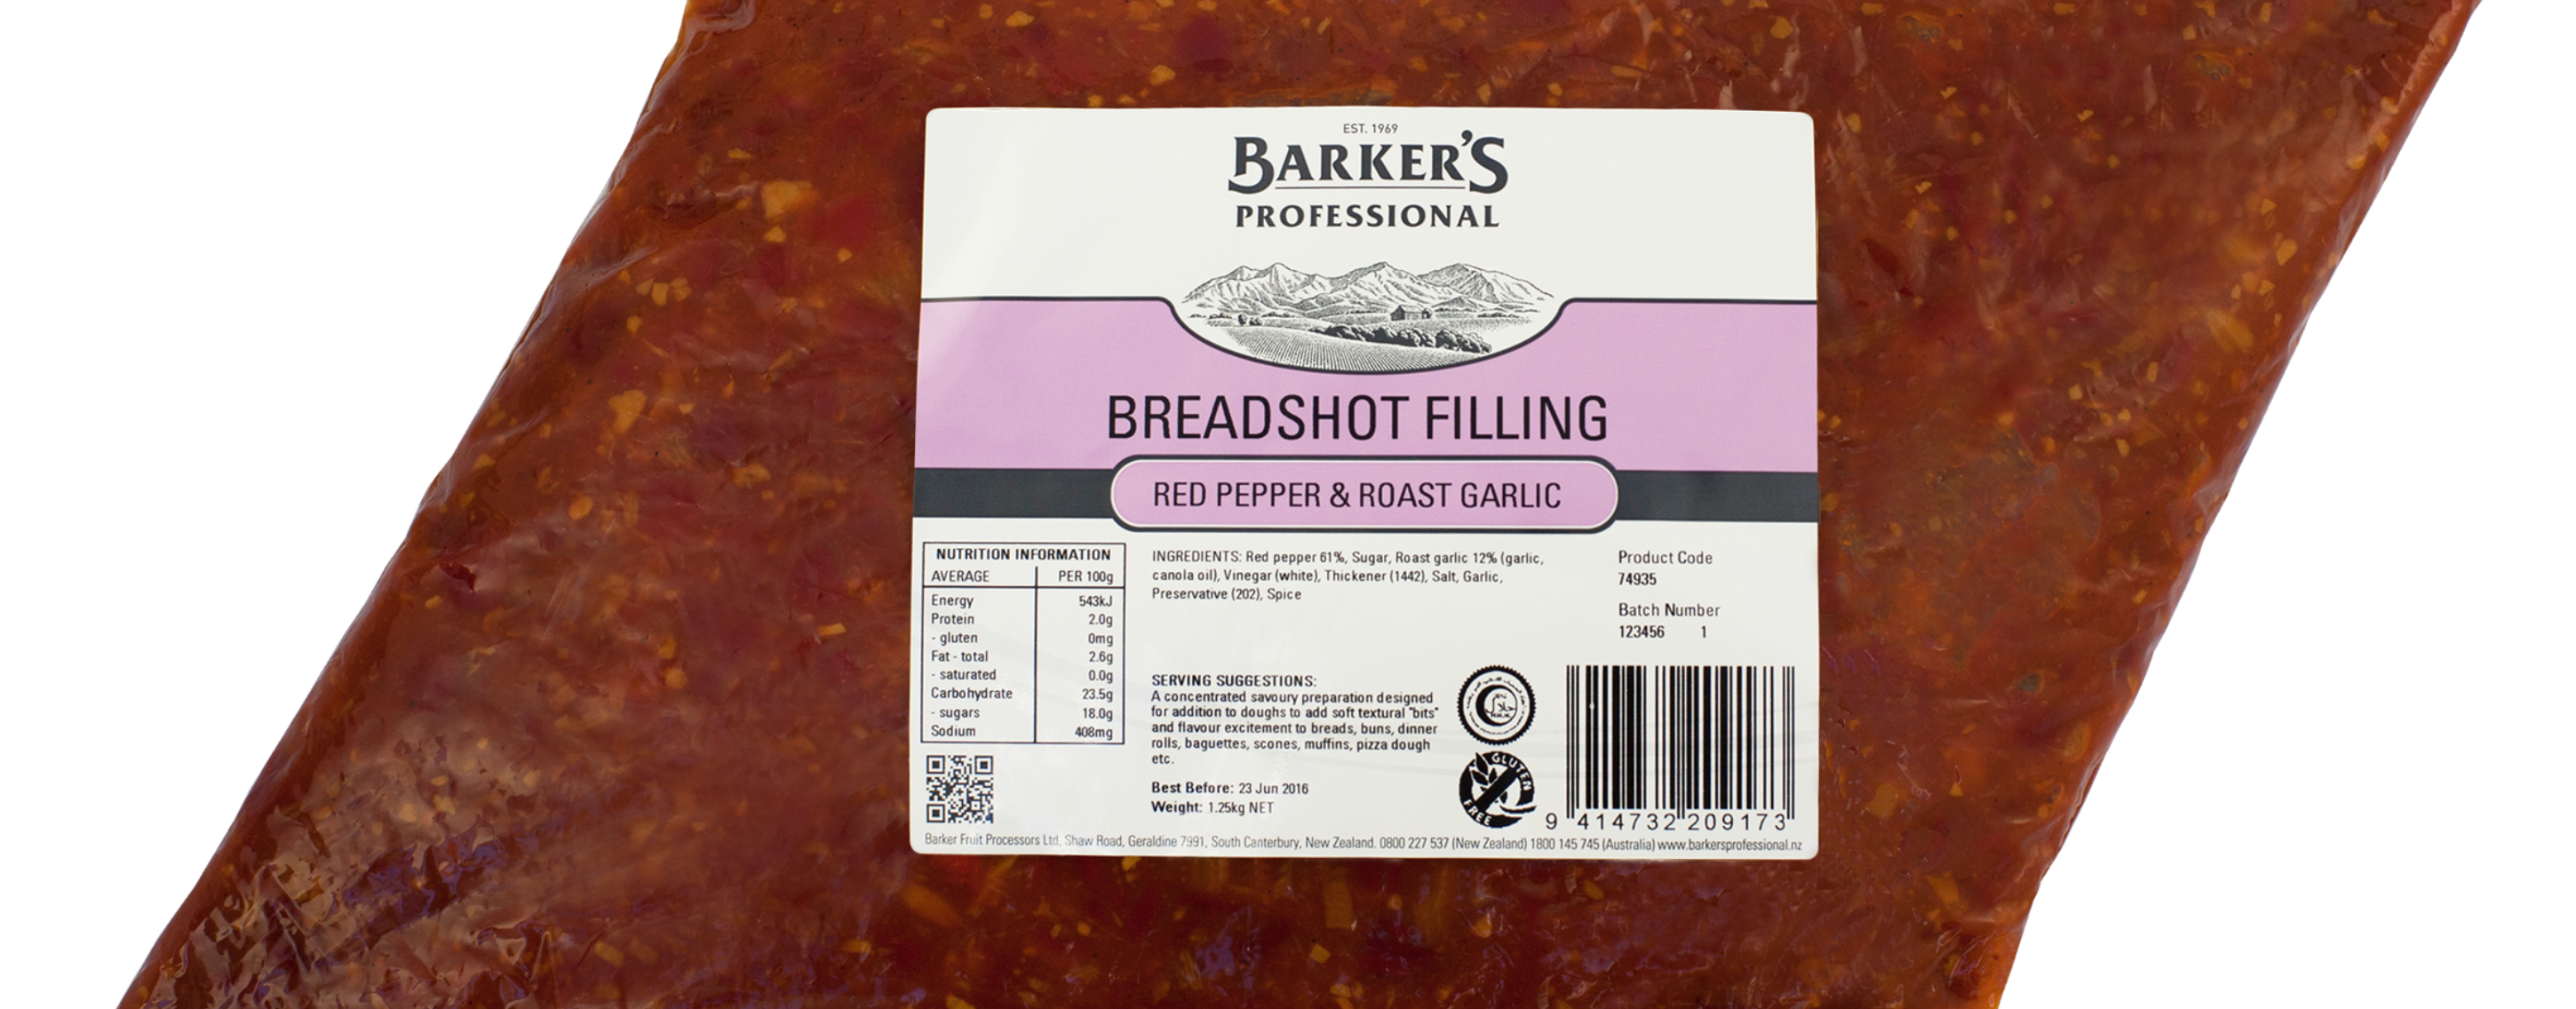 EST. 1969
BARKER'S
PROFESSIONAL
BREADSHOT FILLING
RED PEPPER & ROAST GARLIC
NUTRITION INFORMATION
AVERAGE PER 100g
Energy 543kJ
Protein 2.0g
- gluten 0mg
Fat - total 2.6g
- saturated 0.0g
Carbohydrate 23.5g
- sugars 18.0g
Sodium 408mg
INGREDIENTS: Red pepper 61%, Sugar, Roast garlic 12% (garlic,
canola oil), Vinegar (white), Thickener (1442), Salt, Garlic,
Preservative (202), Spice
Product Code
74935
Batch Number
123456 1
SERVING SUGGESTIONS:
A concentrated savoury preparation designed
for addition to doughs to add soft textural "bits"
and flavour excitement to breads, buns, dinner
rolls, baguettes, scones, muffins, pizza dough
etc.
Best Before: 23 Jun 2016
Weight: 1.25kg NET
حلال
HALAL
GLUTEN
FREE
9 414732 209173
Barker Fruit Processors Ltd, Shaw Road, Geraldine 7991, South Canterbury, New Zealand. 0800 227 537 (New Zealand) 1800 145 745 (Australia) www.barkersprofessional.nz